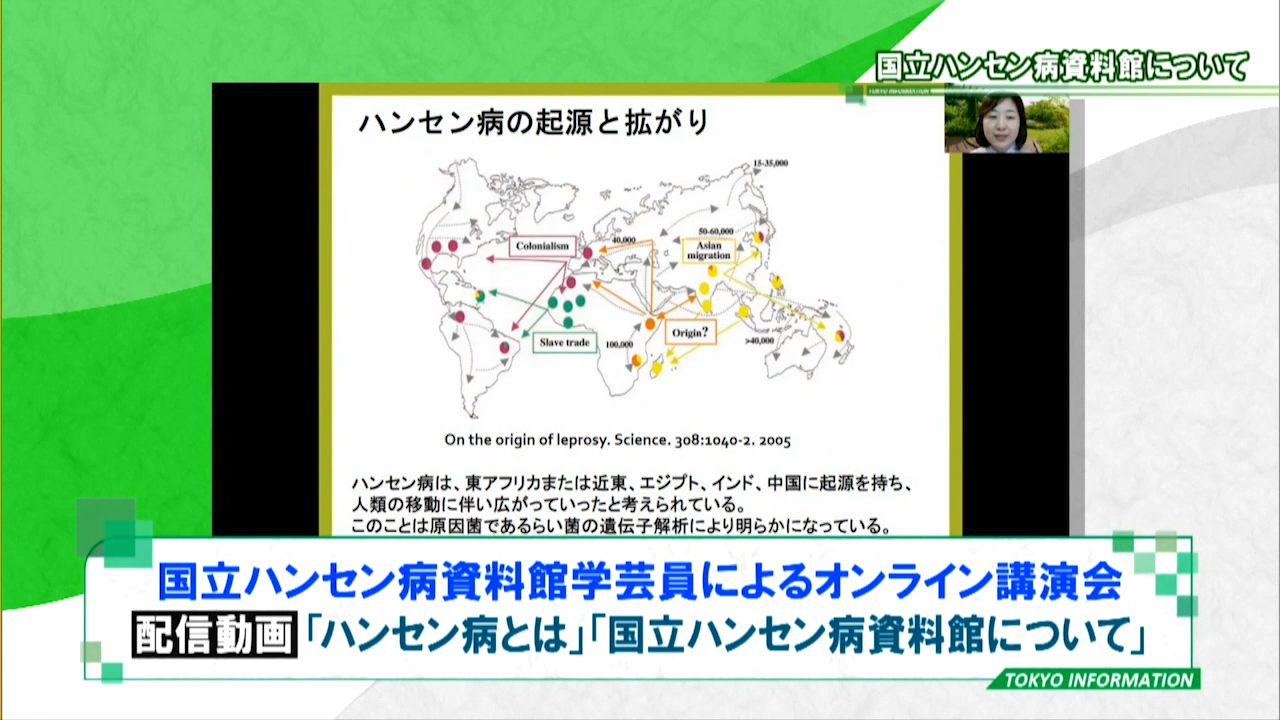 国立ハンセン病資料館について
TOKYO INFORMATION
ハンセン病の起源と拡がり
15-35,000
50-60,000
40,000
Colonialism
Asian
migration
Origin?
Slave trade
100,000
>40,000
On the origin of leprosy. Science. 308:1040-2. 2005
ハンセン病は、東アフリカまたは近東、エジプト、インド、中国に起源を持ち、
人類の移動に伴い広がっていったと考えられている。
このことは原因菌であるらい菌の遺伝子解析により明らかになっている。
国立ハンセン病資料館学芸員によるオンライン講演会
配信動画「ハンセン病とは」「国立ハンセン病資料館について」
TOKYO INFORMATION